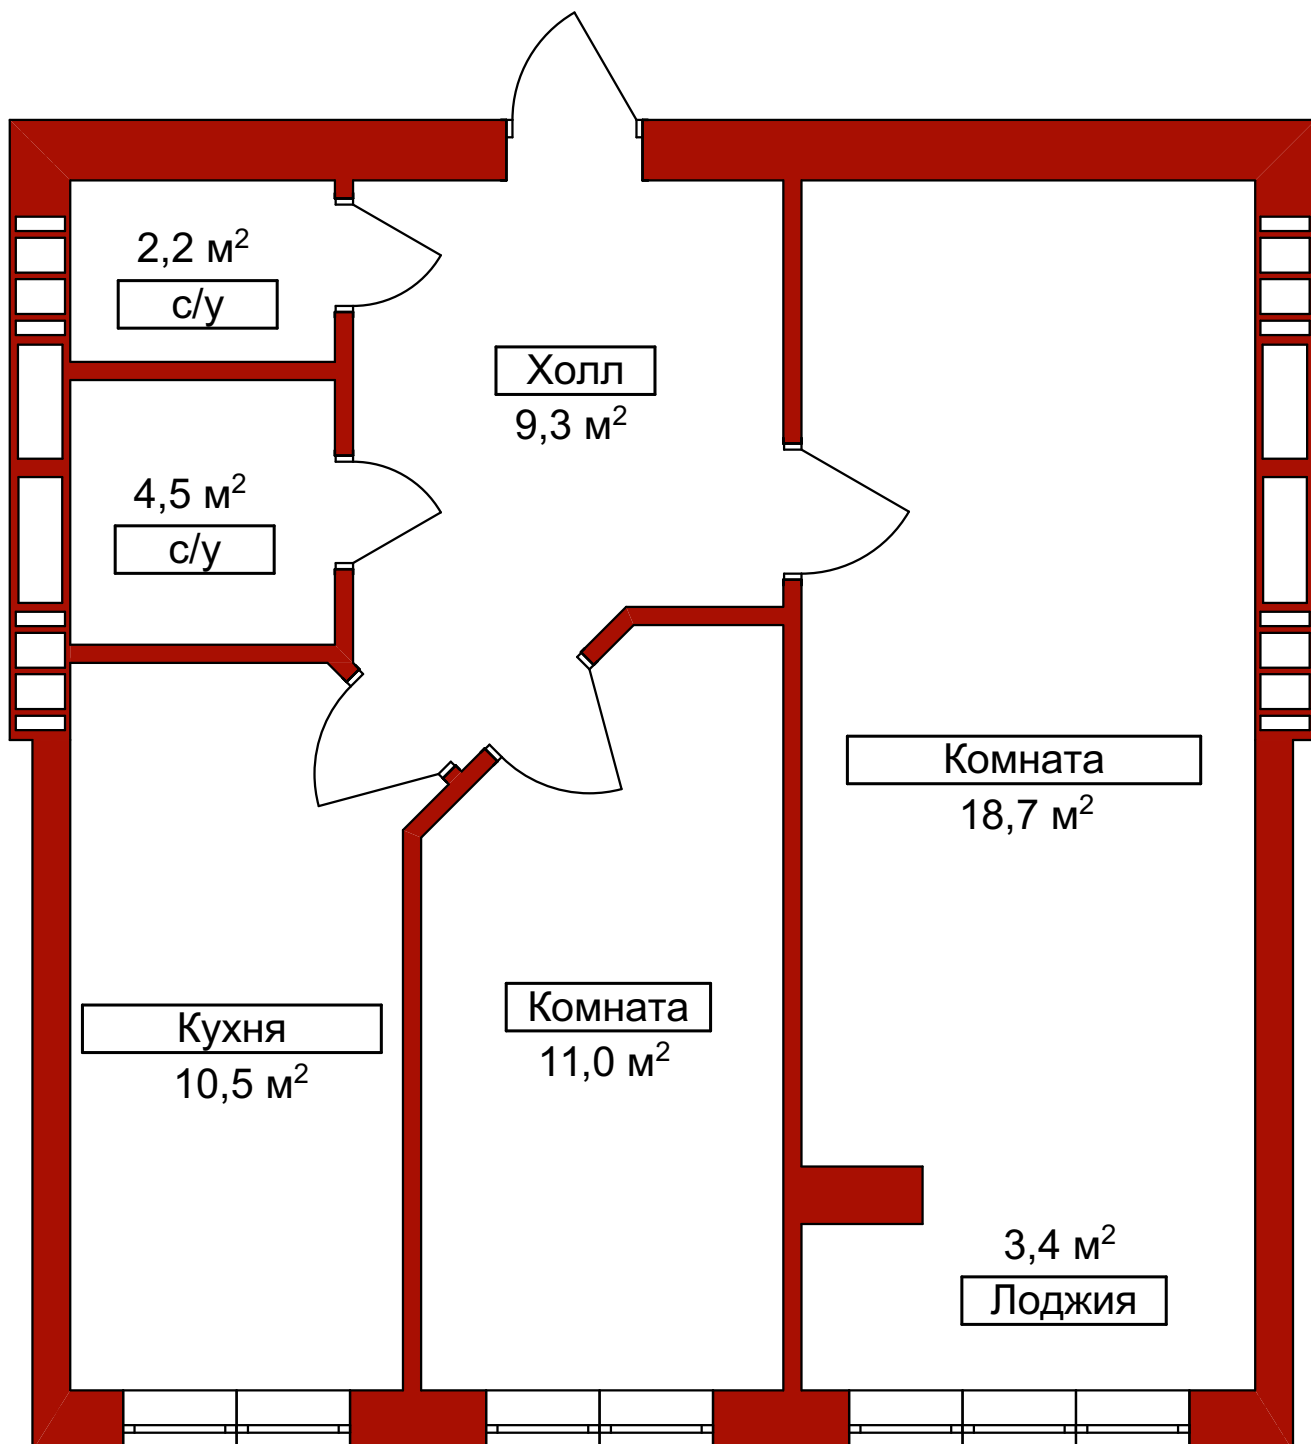 2,2 м²
с/у
Холл
9,3 м²
4,5 м²
с/у
Комната
18,7 м²
Комната
11,0 м²
Кухня
10,5 м²
3,4 м²
Лоджия